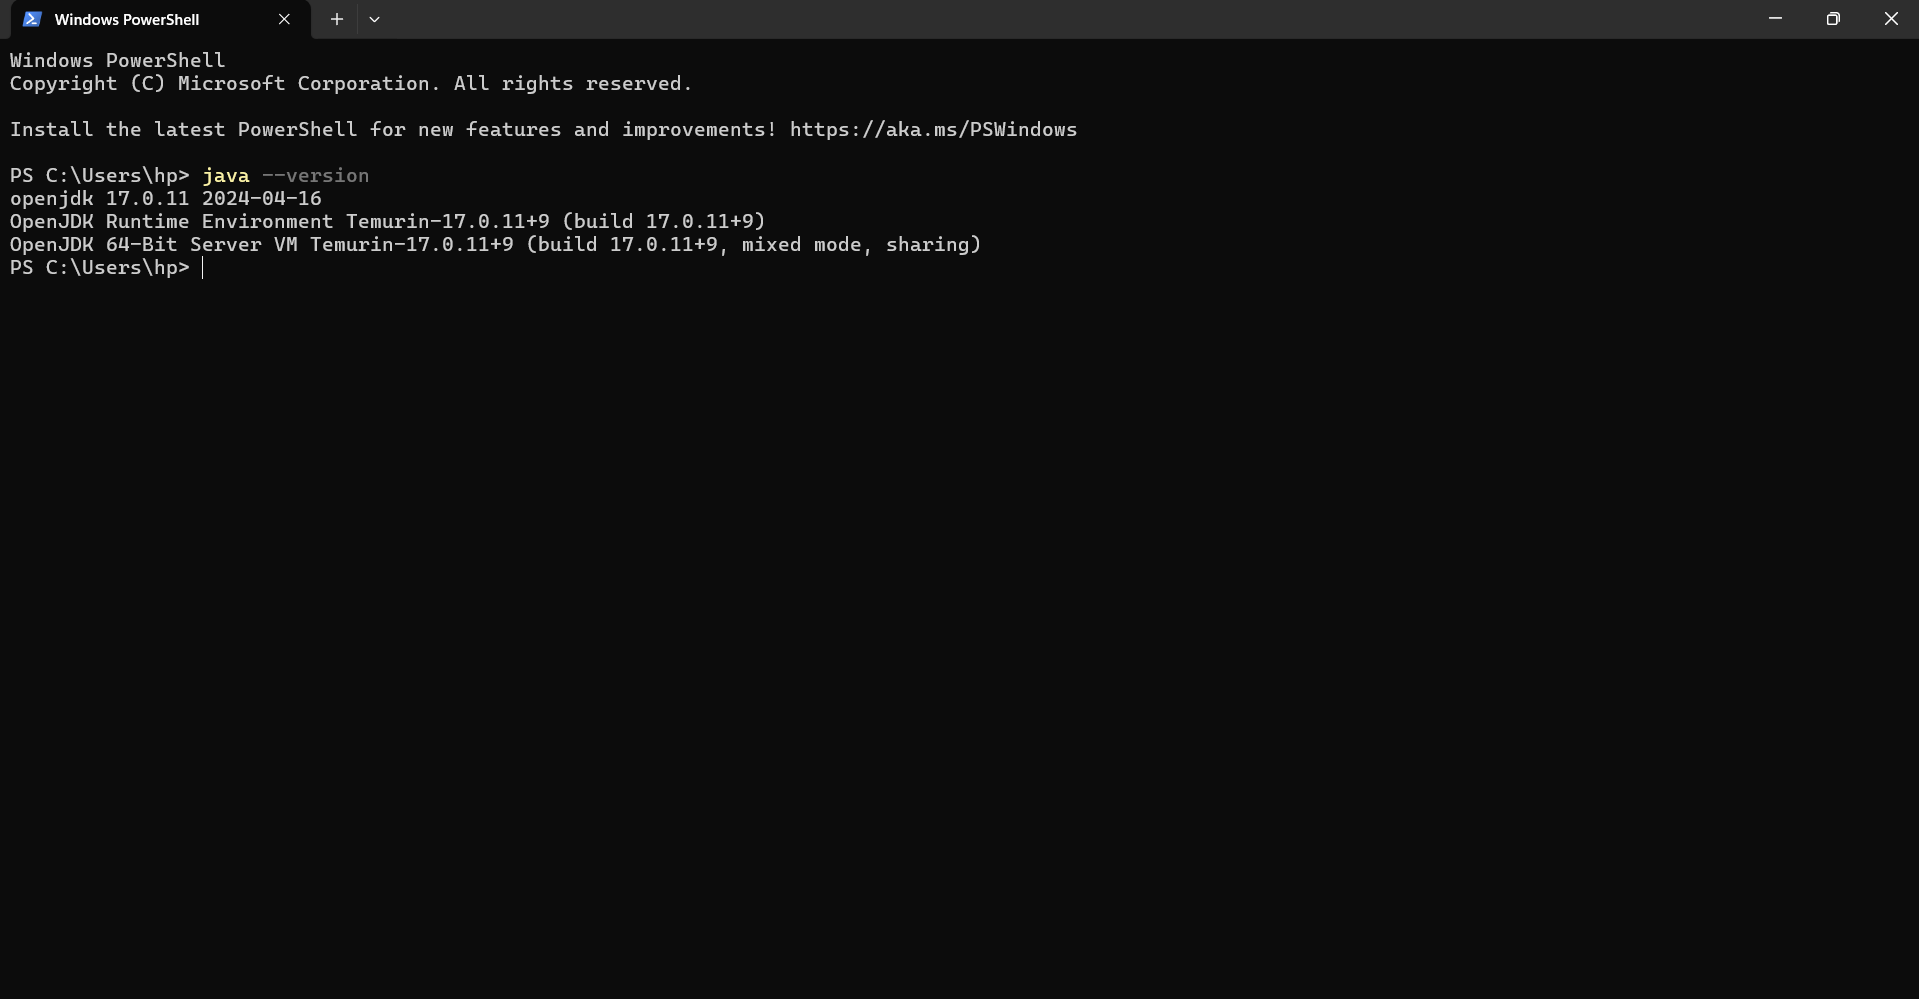 Windows PowerShell
Windows PowerShell
Copyright (C) Microsoft Corporation. All rights reserved.
Install the latest PowerShell for new features and improvements! https://aka.ms/PSWindows
PS C:\Users\hp> java --version
openjdk 17.0.11 2024-04-16
OpenJDK Runtime Environment Temurin-17.0.11+9 (build 17.0.11+9)
OpenJDK 64-Bit Server VM Temurin-17.0.11+9 (build 17.0.11+9, mixed mode, sharing)
PS C:\Users\hp>